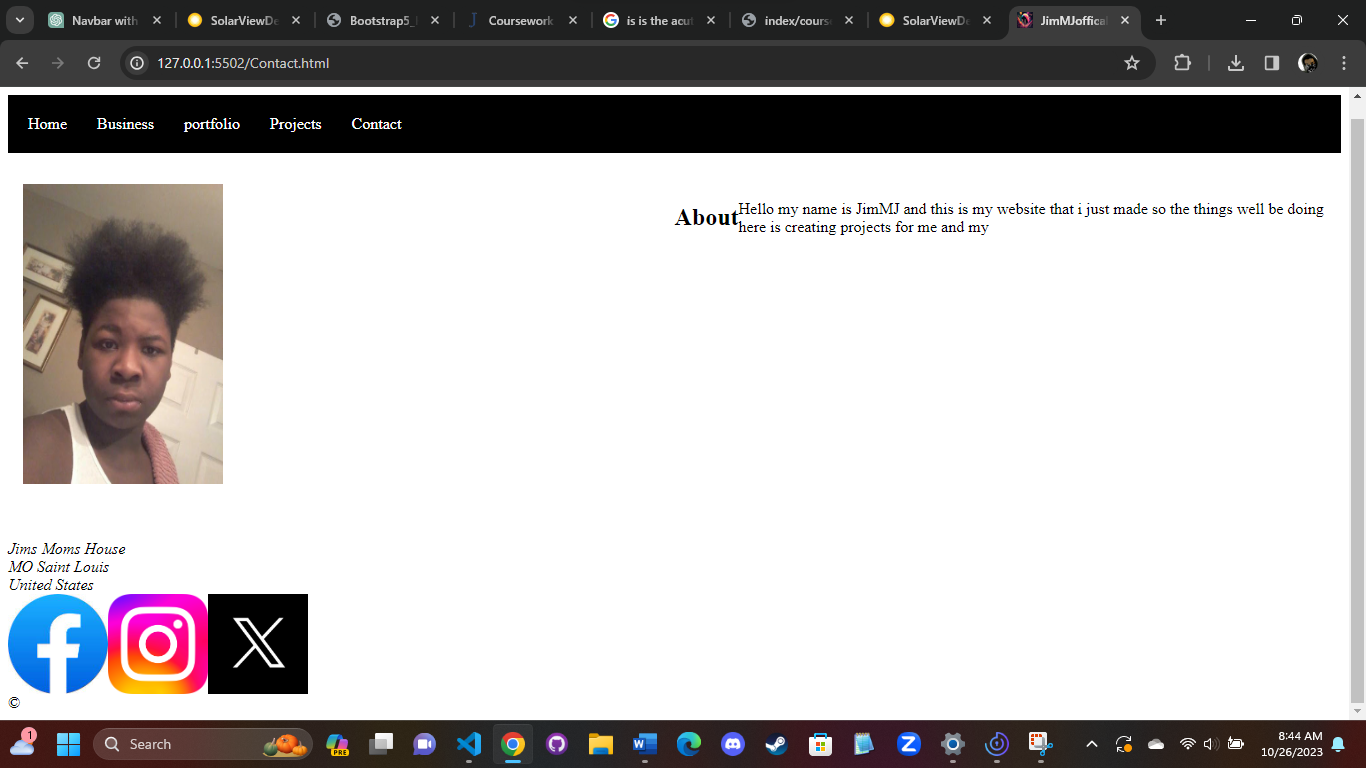 Navbar with
SolarViewDe
Bootstrap5_
Coursework
is is the acut
index/cours
SolarViewDe
JimMJoffical
127.0.0.1:5502/Contact.html
Home Business portfolio Projects Contact
About
Hello my name is JimMJ and this is my website that i just made so the things well be doing
here is creating projects for me and my
Jims Moms House
MO Saint Louis
United States
©
1
Search
PRE
8:44 AM
10/26/2023